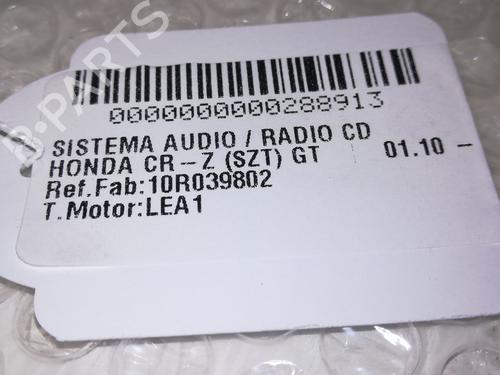 B-PARTS
0000000000288913
SISTEMA AUDIO / RADIO CD
HONDA CR-Z (SZT) GT 01.10 -
Ref.Fab:10R039802
T.Motor:LEA1